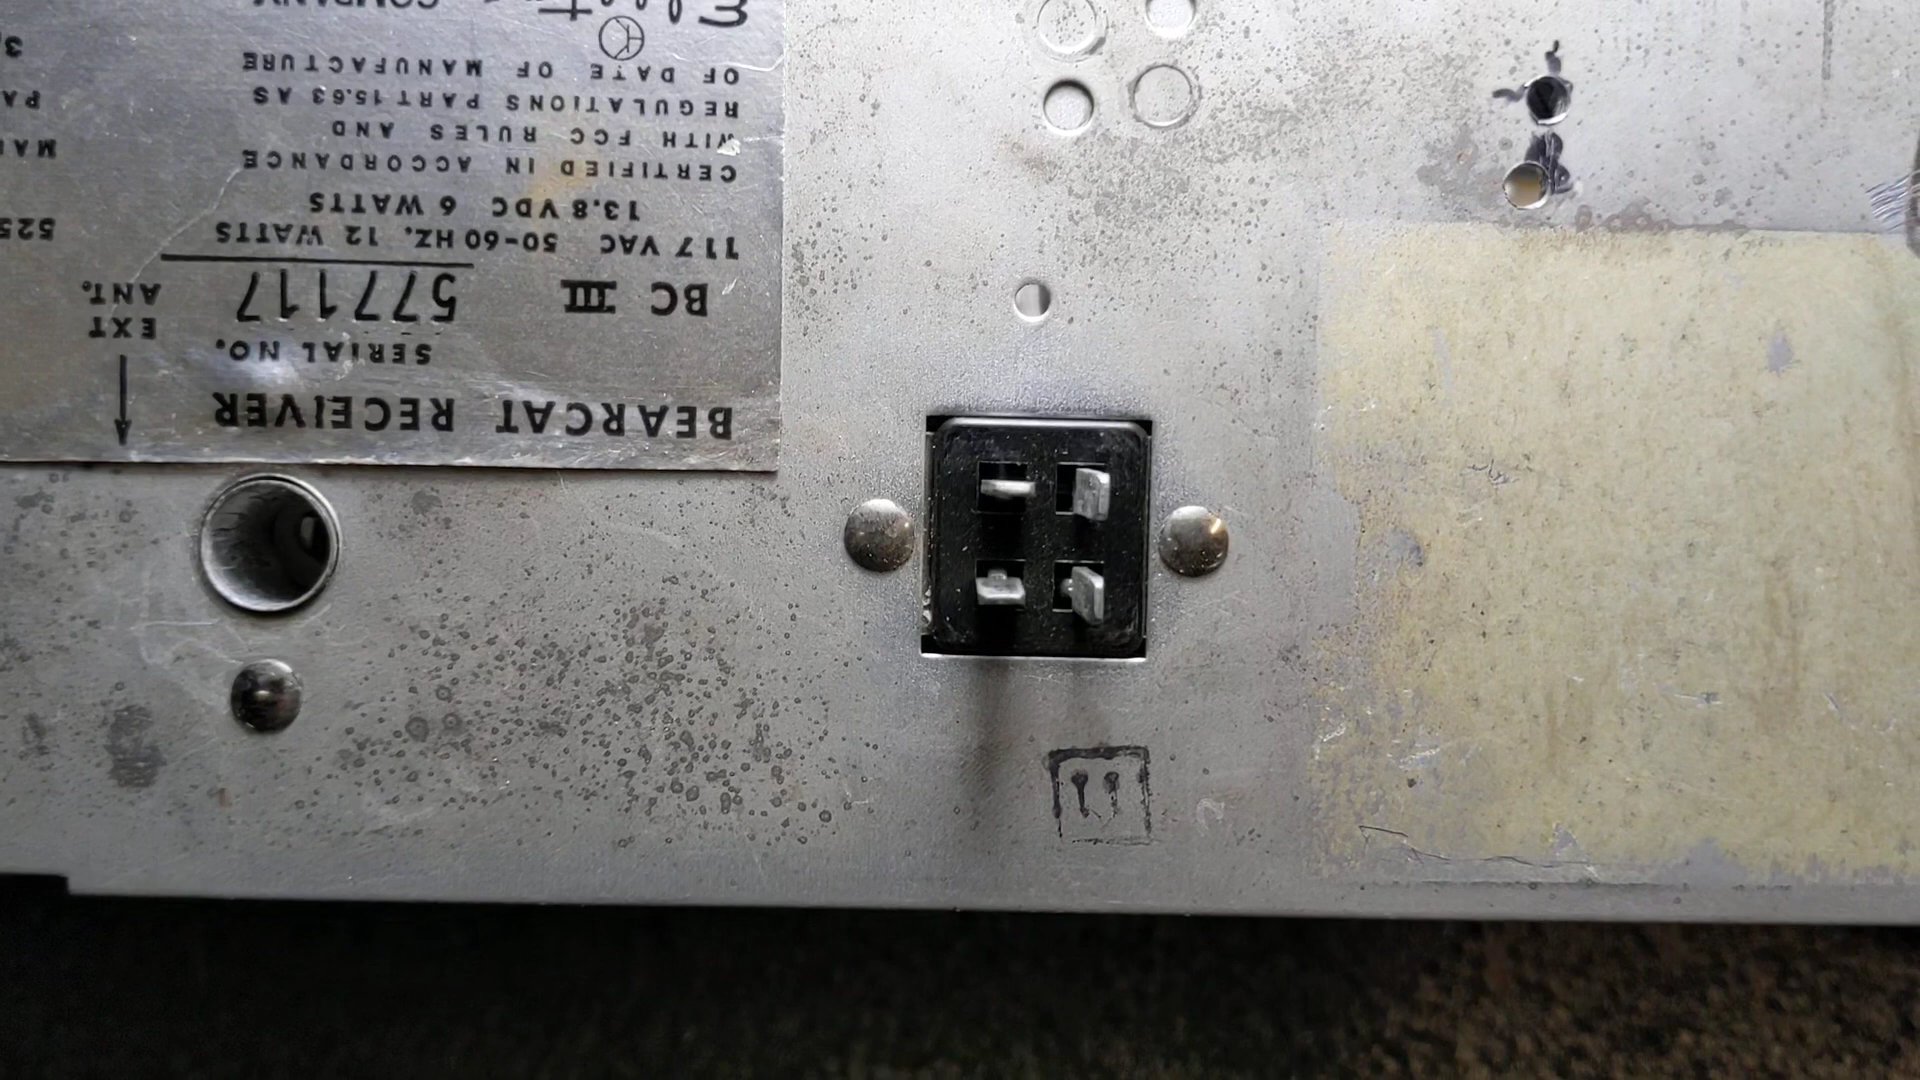 BEARCAT RECEIVER
SERIAL NO.
BC III 577117
EXT
ANT.
117 VAC 50-60 HZ. 12 WATTS
13.8 VDC 6 WATTS
CERTIFIED IN ACCORDANCE
WITH FCC RULES AND
REGULATIONS PART 15.63 AS
OF DATE OF MANUFACTURE
COMPANY